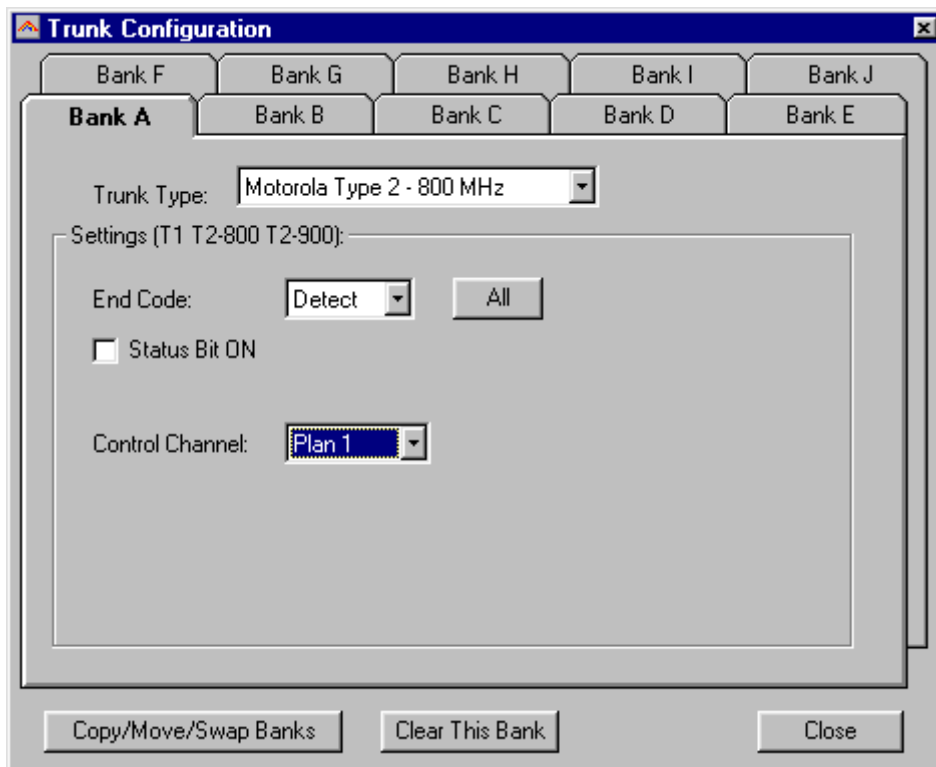 Trunk Configuration
Bank F Bank G Bank H Bank I Bank J
Bank A Bank B Bank C Bank D Bank E
Trunk Type: Motorola Type 2 - 800 MHz
Settings (T1 T2-800 T2-900):
End Code: Detect All
Status Bit ON
Control Channel: Plan 1
Copy/Move/Swap Banks Clear This Bank Close